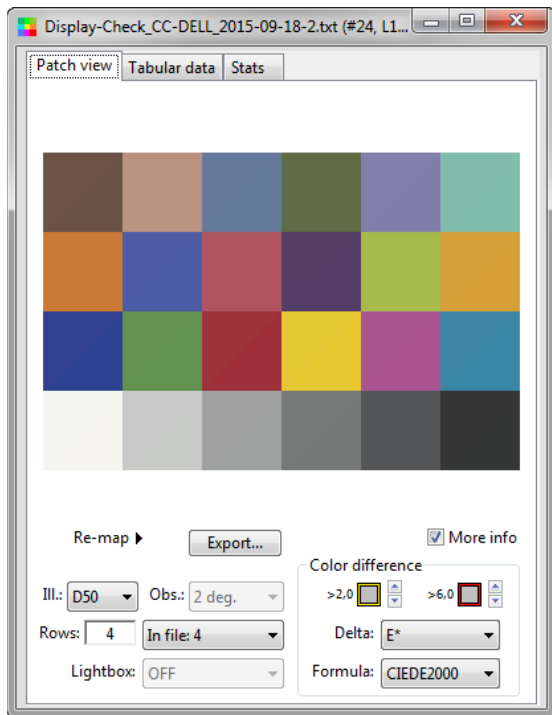 Display-Check_CC-DELL_2015-09-18-2.txt (#24, L1...
Patch view Tabular data Stats
Re-map Export... More info
Color difference
Ill.: D50 Obs.: 2 deg. >2,0 >6,0
Rows: 4 In file: 4 Delta: E*
Lightbox: OFF Formula: CIEDE2000